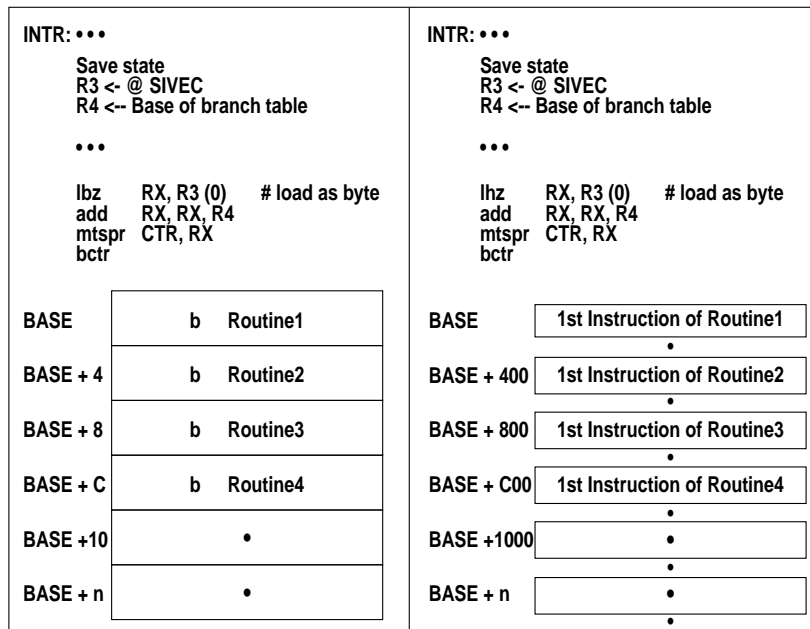 INTR: • • •
Save state
R3 <- @ SIVEC
R4 <-- Base of branch table
• • •
lbz RX, R3 (0) # load as byte
add RX, RX, R4
mtspr CTR, RX
bctr
BASE b Routine1
BASE + 4 b Routine2
BASE + 8 b Routine3
BASE + C b Routine4
BASE +10 •
BASE + n •
INTR: • • •
Save state
R3 <- @ SIVEC
R4 <-- Base of branch table
• • •
lhz RX, R3 (0) # load as byte
add RX, RX, R4
mtspr CTR, RX
bctr
BASE 1st Instruction of Routine1
•
BASE + 400 1st Instruction of Routine2
•
BASE + 800 1st Instruction of Routine3
•
BASE + C00 1st Instruction of Routine4
•
BASE +1000 •
•
BASE + n •
•